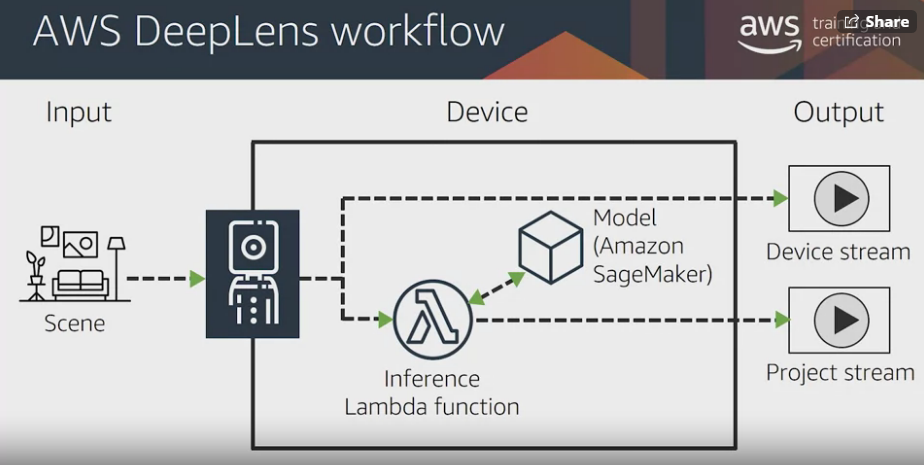 AWS DeepLens workflow
aws
training
certification
Share
Input
Device
Output
Scene
Model
(Amazon
SageMaker)
Inference
Lambda function
Device stream
Project stream